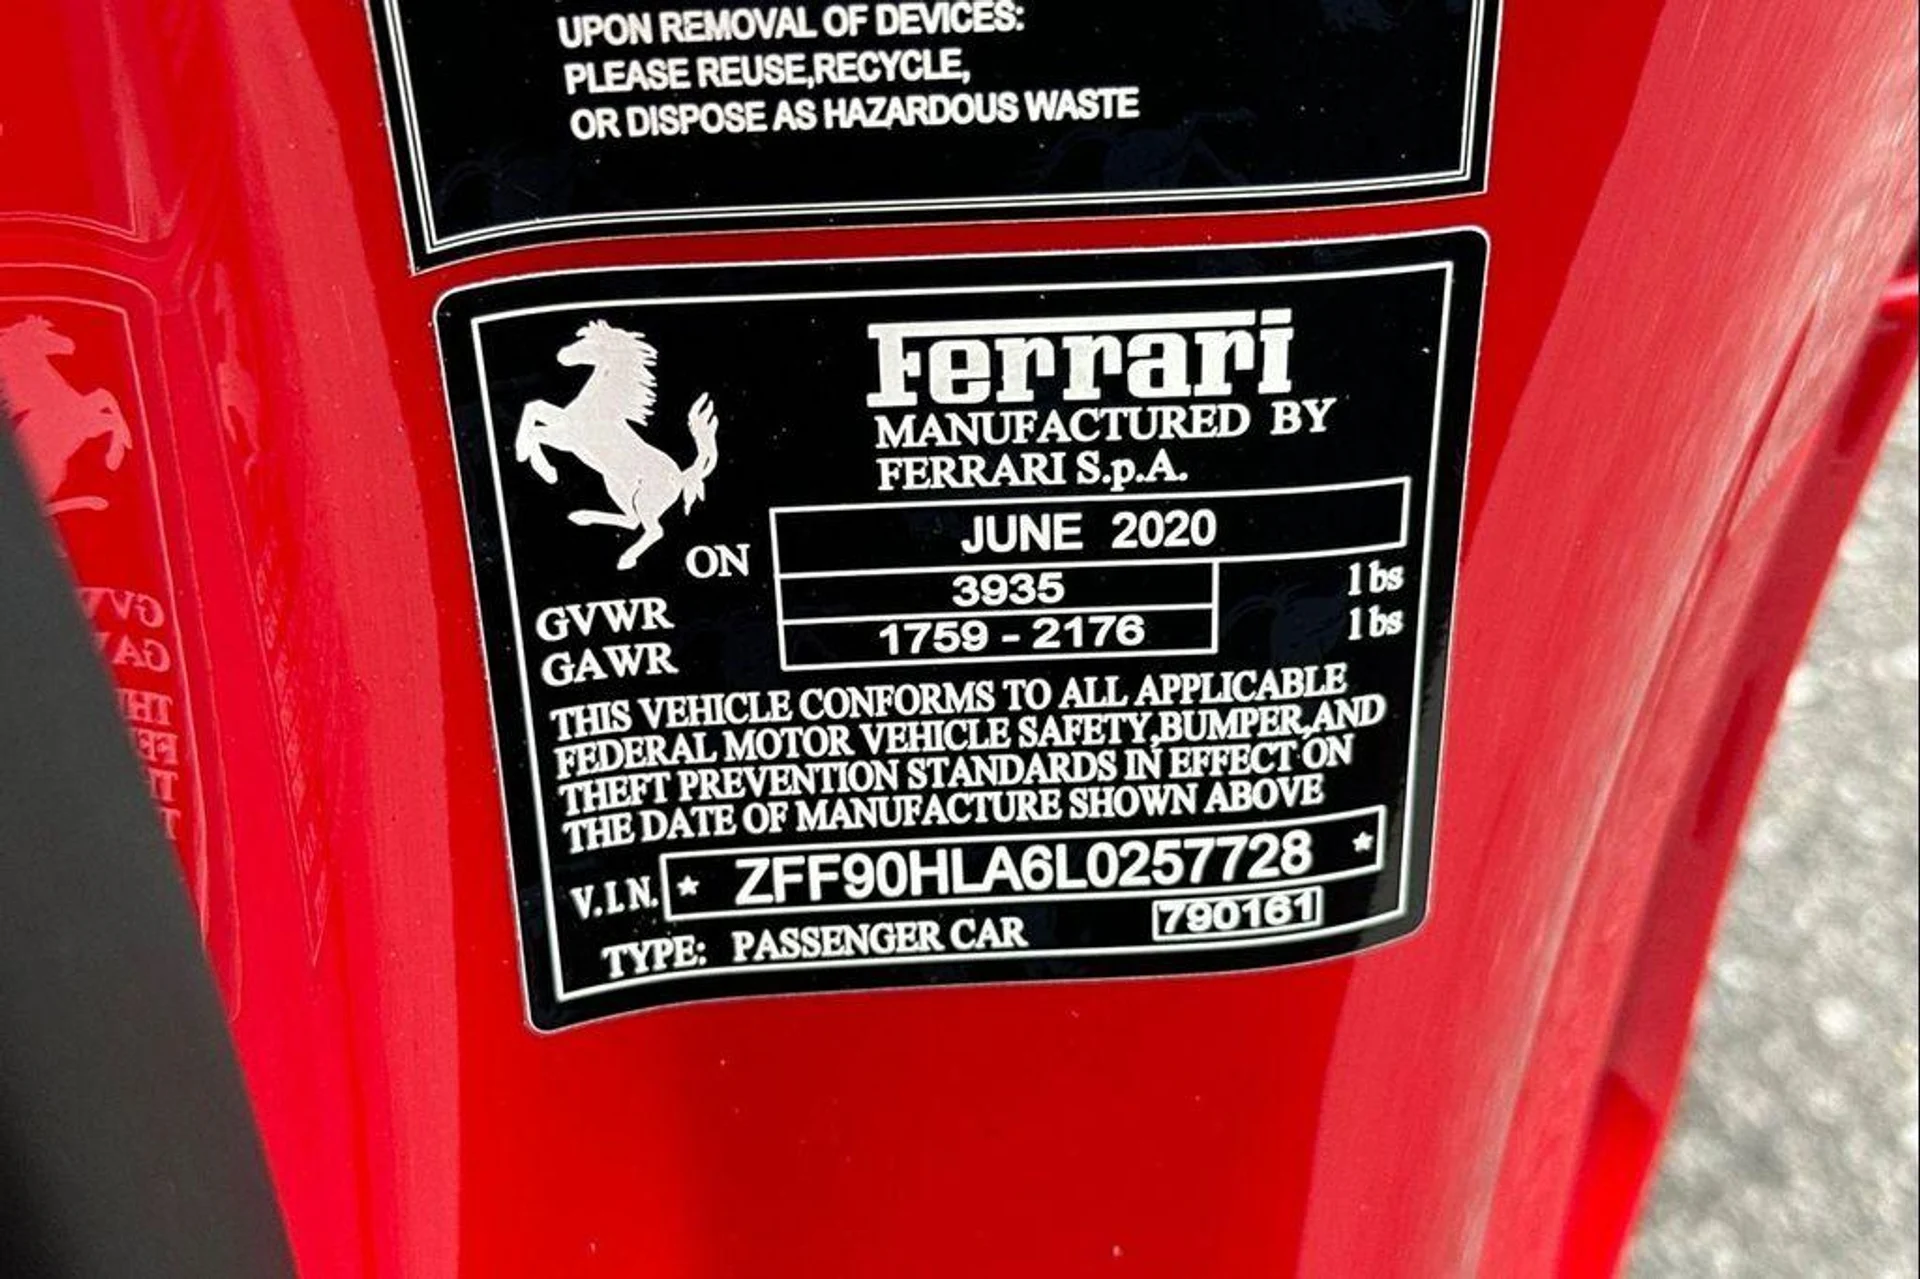 UPON REMOVAL OF DEVICES:
PLEASE REUSE,RECYCLE,
OR DISPOSE AS HAZARDOUS WASTE
Ferrari
MANUFACTURED BY
FERRARI S.p.A.
ON JUNE 2020
GVWR 3935 lbs
GAWR 1759 - 2176 lbs
THIS VEHICLE CONFORMS TO ALL APPLICABLE
FEDERAL MOTOR VEHICLE SAFETY,BUMPER,AND
THEFT PREVENTION STANDARDS IN EFFECT ON
THE DATE OF MANUFACTURE SHOWN ABOVE
V.I.N. * ZFF90HLA6L0257728 *
TYPE: PASSENGER CAR 790161